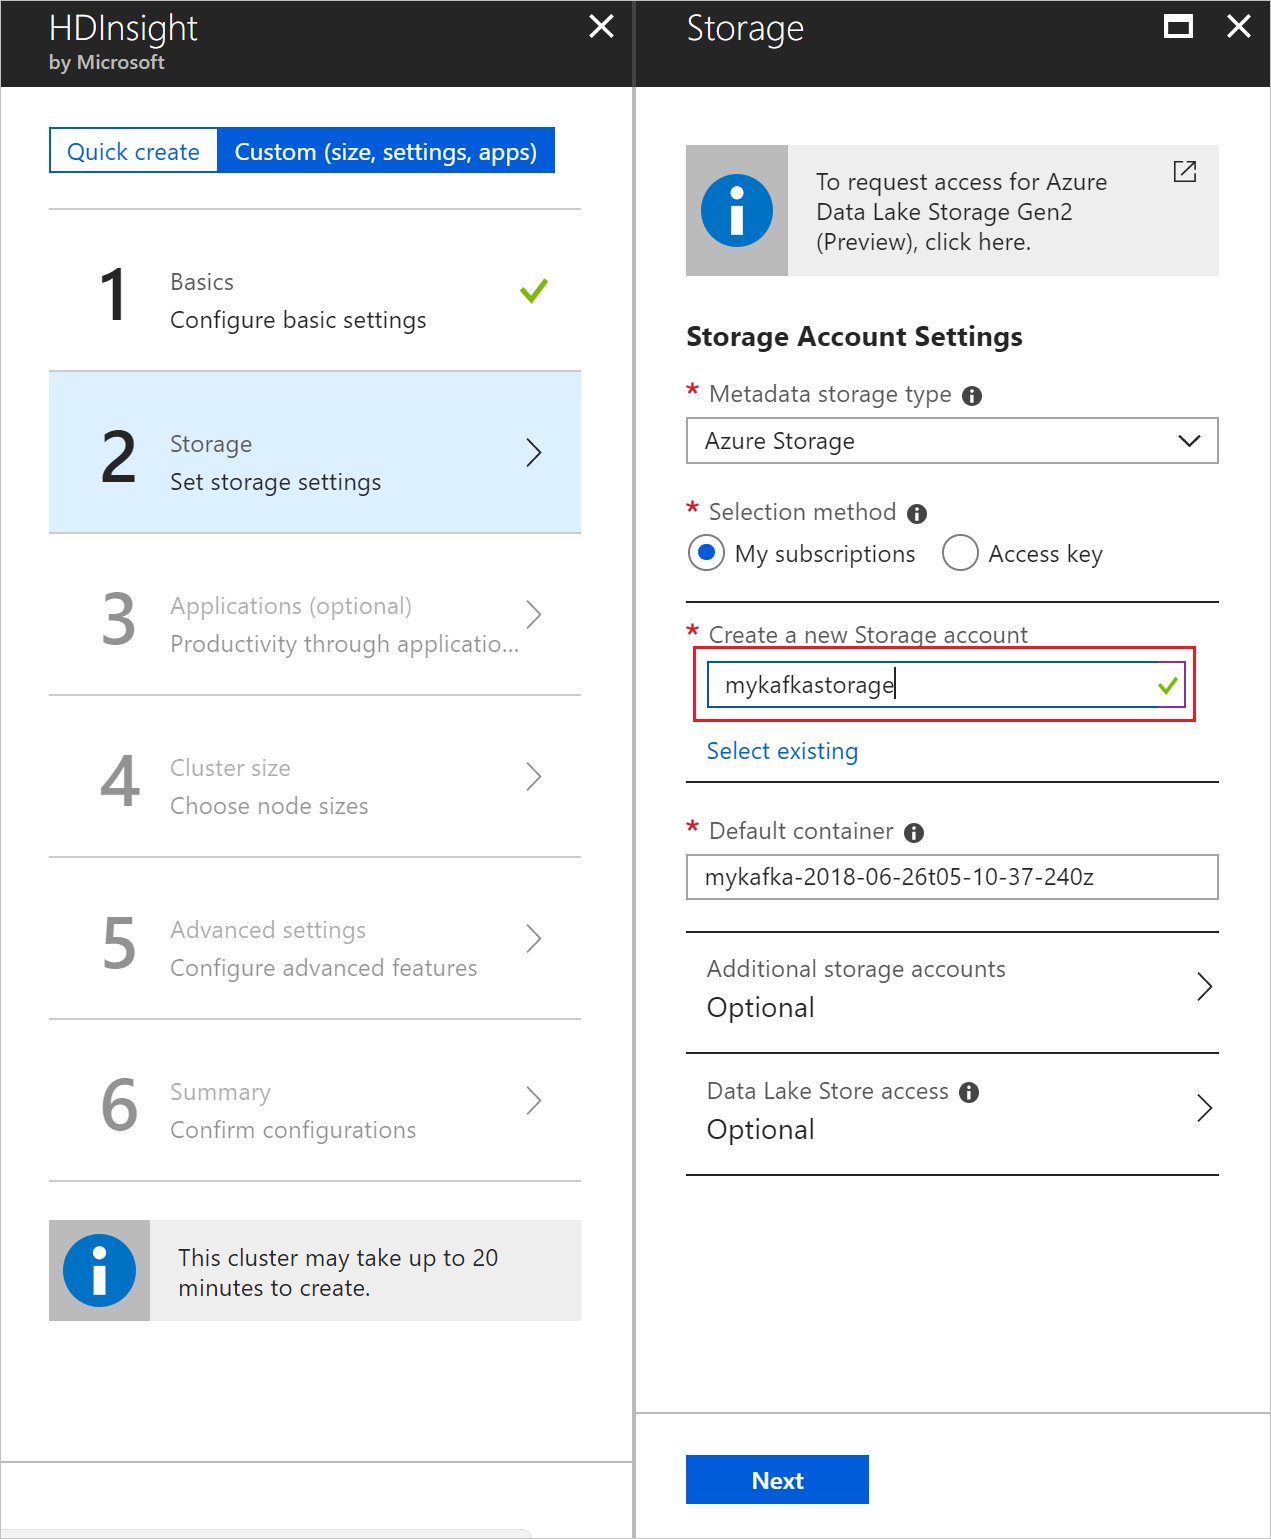 HDInsight
by Microsoft
Quick create
Custom (size, settings, apps)
1
Basics
Configure basic settings
2
Storage
Set storage settings
3
Applications (optional)
Productivity through applicatio...
4
Cluster size
Choose node sizes
5
Advanced settings
Configure advanced features
6
Summary
Confirm configurations
This cluster may take up to 20
minutes to create.
Storage
To request access for Azure
Data Lake Storage Gen2
(Preview), click here.
Storage Account Settings
* Metadata storage type
Azure Storage
* Selection method
My subscriptions
Access key
* Create a new Storage account
mykafkastorage
Select existing
* Default container
mykafka-2018-06-26t05-10-37-240z
Additional storage accounts
Optional
Data Lake Store access
Optional
Next